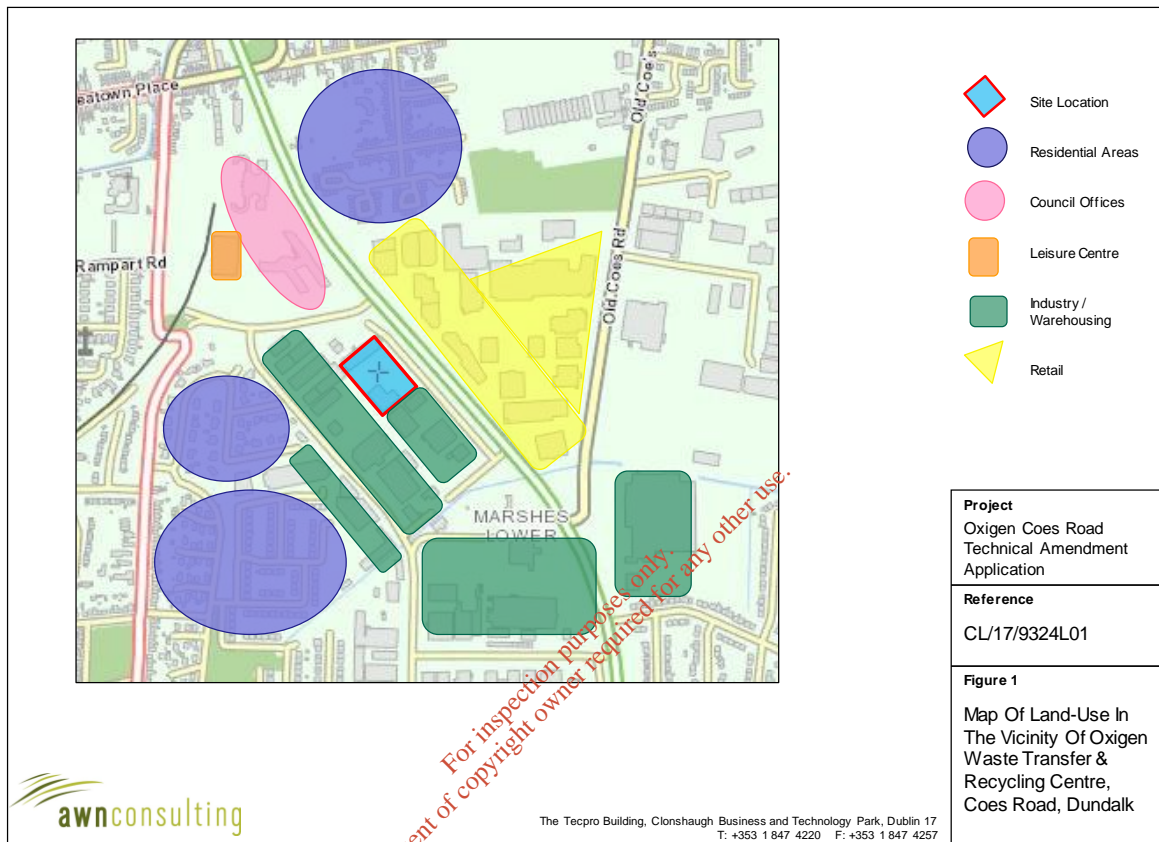 eatown Place
Old Coe's
Rampart Rd
Old Coes Rd
MARSHES
LOWER
Site Location
Residential Areas
Council Offices
Leisure Centre
Industry /
Warehousing
Retail
For inspection purposes only.
ent of copyright owner required for any other use.
Project
Oxigen Coes Road
Technical Amendment
Application
Reference
CL/17/9324L01
Figure 1
Map Of Land-Use In
The Vicinity Of Oxigen
Waste Transfer &
Recycling Centre,
Coes Road, Dundalk
awnconsulting
The Tecpro Building, Clonshaugh Business and Technology Park, Dublin 17
T: +353 1 847 4220 F: +353 1 847 4257